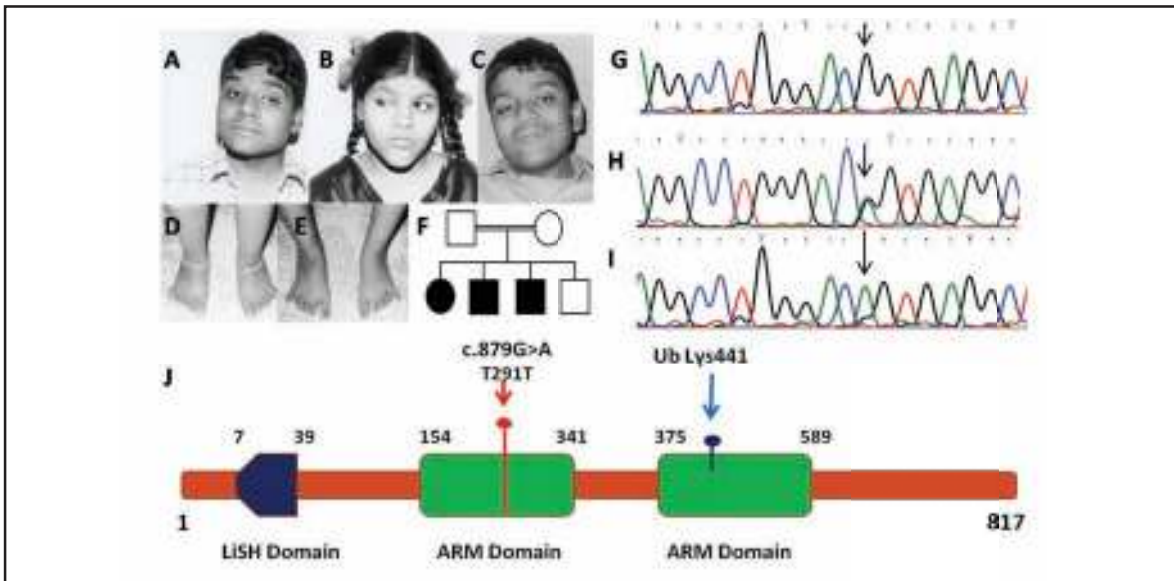 A B C G
H
D E F
I
c.879G>A Ub Lys441
J T291T
7 39 154 341 375 589
1 817
LiSH Domain ARM Domain ARM Domain